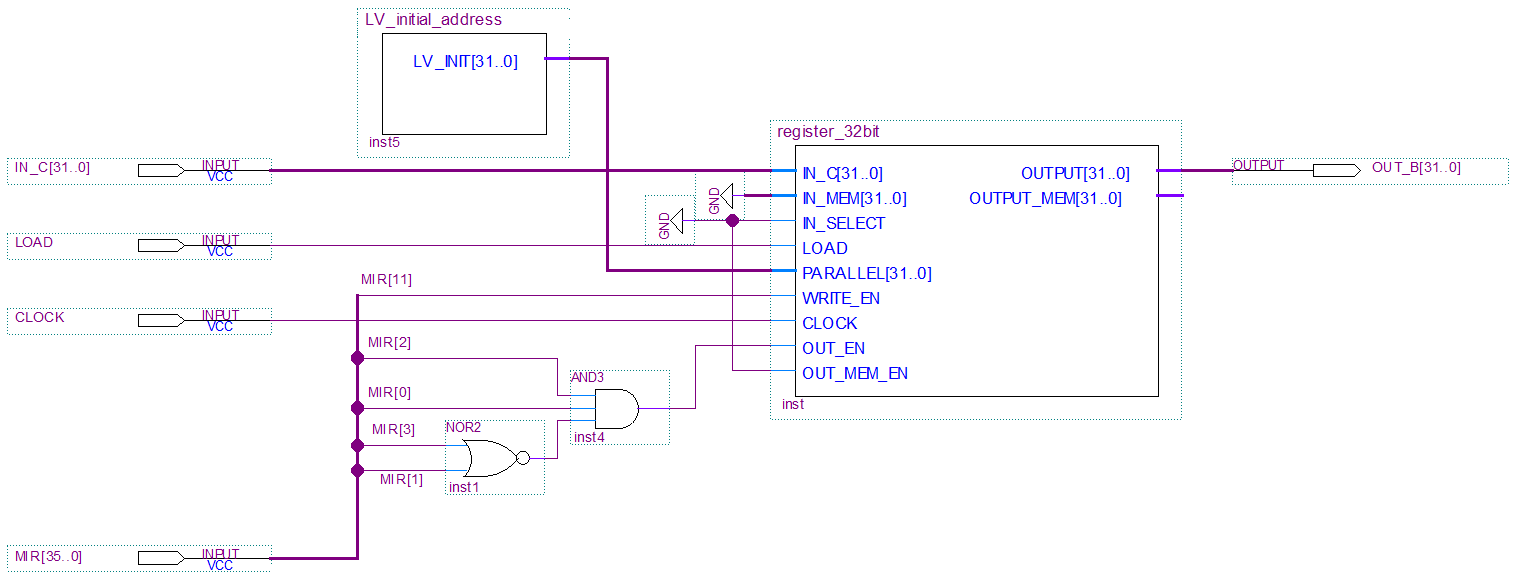 LV_initial_address
LV_INIT[31..0]
inst5
register_32bit
IN_C[31..0]
INPUT
VCC
IN_C[31..0]
OUTPUT[31..0]
OUTPUT
OUT_B[31..0]
GND
IN_MEM[31..0]
OUTPUT_MEM[31..0]
GND
IN_SELECT
LOAD
INPUT
VCC
LOAD
PARALLEL[31..0]
MIR[11]
WRITE_EN
CLOCK
INPUT
VCC
CLOCK
MIR[2]
OUT_EN
OUT_MEM_EN
AND3
MIR[0]
inst
MIR[3]
NOR2
inst4
MIR[1]
inst1
MIR[35..0]
INPUT
VCC